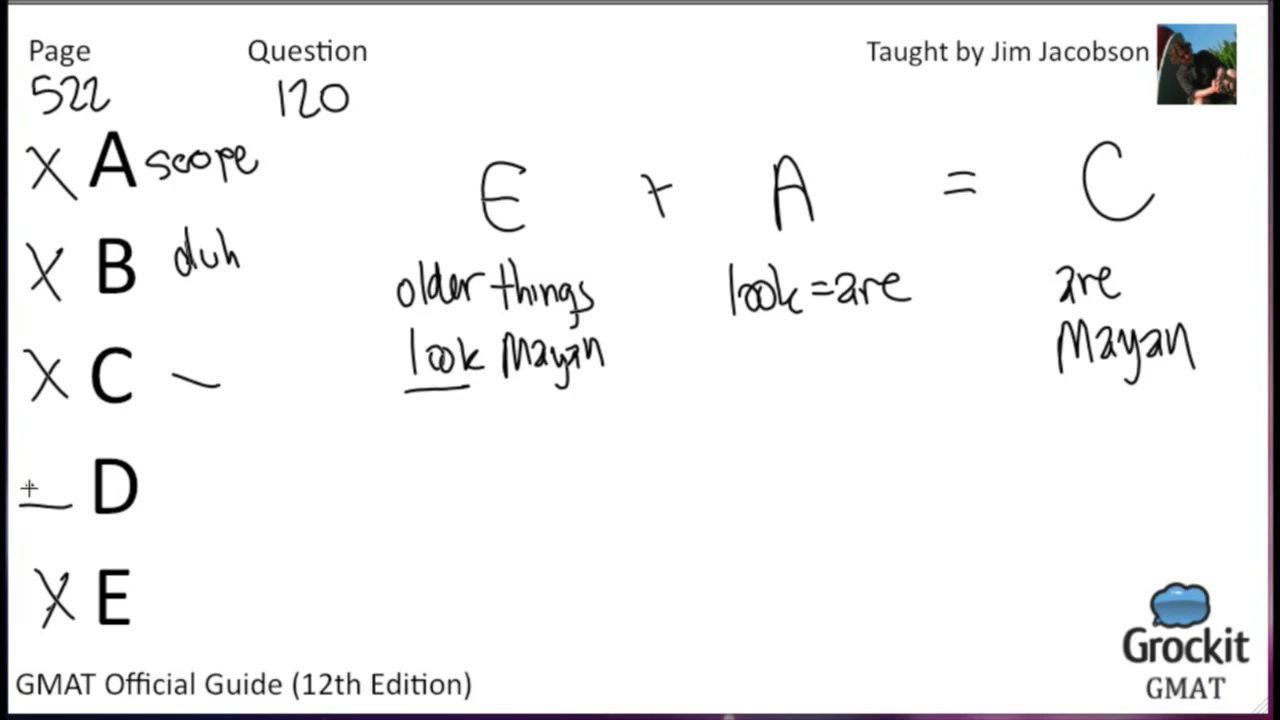 Page Question Taught by Jim Jacobson
522 120
X A scope
E + A = C
X B duh
older things look = are are
look Mayan Mayan
X C
D
X E
Grockit
GMAT
GMAT Official Guide (12th Edition)